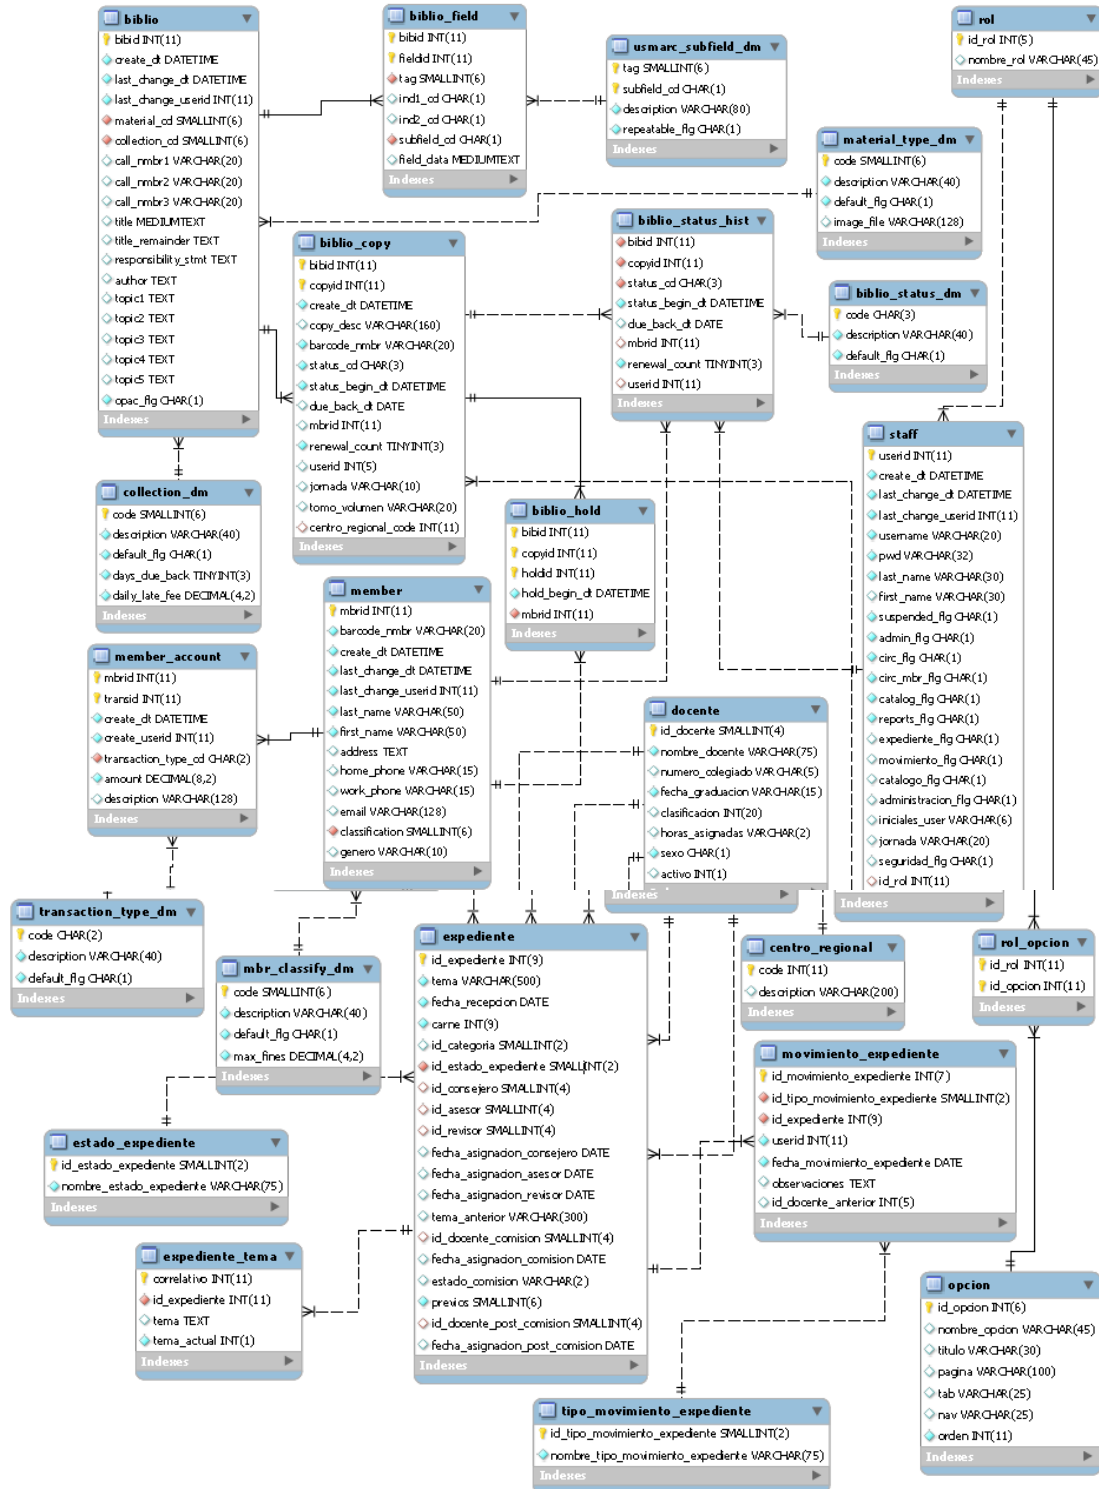 biblio
bibid INT(11)
create_dt DATETIME
last_change_dt DATETIME
last_change_userid INT(11)
material_cd SMALLINT(6)
collection_cd SMALLINT(6)
call_nmbr1 VARCHAR(20)
call_nmbr2 VARCHAR(20)
call_nmbr3 VARCHAR(20)
title MEDIUMTEXT
title_remainder TEXT
responsibility_stmt TEXT
author TEXT
topic1 TEXT
topic2 TEXT
topic3 TEXT
topic4 TEXT
topic5 TEXT
opac_flg CHAR(1)
Indexes
biblio_field
bibid INT(11)
fieldid INT(11)
tag SMALLINT(6)
ind1_cd CHAR(1)
ind2_cd CHAR(1)
subfield_cd CHAR(1)
field_data MEDIUMTEXT
Indexes
usmarc_subfield_dm
tag SMALLINT(6)
subfield_cd CHAR(1)
description VARCHAR(80)
repeatable_flg CHAR(1)
Indexes
rol
id_rol INT(5)
nombre_rol VARCHAR(45)
Indexes
material_type_dm
code SMALLINT(6)
description VARCHAR(40)
default_flg CHAR(1)
image_file VARCHAR(128)
Indexes
biblio_copy
bibid INT(11)
copyid INT(11)
create_dt DATETIME
copy_desc VARCHAR(160)
barcode_nmbr VARCHAR(20)
status_cd CHAR(3)
status_begin_dt DATETIME
due_back_dt DATE
mbrid INT(11)
renewal_count TINYINT(3)
userid INT(5)
jornada VARCHAR(10)
tomo_volumen VARCHAR(20)
centro_regional_code INT(11)
Indexes
biblio_status_hist
bibid INT(11)
copyid INT(11)
status_cd CHAR(3)
status_begin_dt DATETIME
due_back_dt DATE
mbrid INT(11)
renewal_count TINYINT(3)
userid INT(11)
Indexes
biblio_status_dm
code CHAR(3)
description VARCHAR(40)
default_flg CHAR(1)
Indexes
staff
userid INT(11)
create_dt DATETIME
last_change_dt DATETIME
last_change_userid INT(11)
username VARCHAR(20)
pwd VARCHAR(32)
last_name VARCHAR(30)
first_name VARCHAR(30)
suspended_flg CHAR(1)
admin_flg CHAR(1)
circ_flg CHAR(1)
circ_mbr_flg CHAR(1)
catalog_flg CHAR(1)
reports_flg CHAR(1)
expediente_flg CHAR(1)
movimiento_flg CHAR(1)
catalogo_flg CHAR(1)
administracion_flg CHAR(1)
iniciales_user VARCHAR(6)
jornada VARCHAR(20)
seguridad_flg CHAR(1)
id_rol INT(11)
Indexes
collection_dm
code SMALLINT(6)
description VARCHAR(40)
default_flg CHAR(1)
days_due_back TINYINT(3)
daily_late_fee DECIMAL(4,2)
Indexes
biblio_hold
bibid INT(11)
copyid INT(11)
holdid INT(11)
hold_begin_dt DATETIME
mbrid INT(11)
Indexes
member
mbrid INT(11)
barcode_nmbr VARCHAR(20)
create_dt DATETIME
last_change_dt DATETIME
last_change_userid INT(11)
last_name VARCHAR(50)
first_name VARCHAR(50)
address TEXT
home_phone VARCHAR(15)
work_phone VARCHAR(15)
email VARCHAR(128)
classification SMALLINT(6)
genero VARCHAR(10)
Indexes
member_account
mbrid INT(11)
transid INT(11)
create_dt DATETIME
create_userid INT(11)
transaction_type_cd CHAR(2)
amount DECIMAL(8,2)
description VARCHAR(128)
Indexes
docente
id_docente SMALLINT(4)
nombre_docente VARCHAR(75)
numero_colegiado VARCHAR(5)
fecha_graduacion VARCHAR(15)
clasificacion INT(20)
horas_asignadas VARCHAR(2)
sexo CHAR(1)
activo INT(1)
Indexes
transaction_type_dm
code CHAR(2)
description VARCHAR(40)
default_flg CHAR(1)
Indexes
mbr_classify_dm
code SMALLINT(6)
description VARCHAR(40)
default_flg CHAR(1)
max_fines DECIMAL(4,2)
Indexes
expediente
id_expediente INT(9)
tema VARCHAR(500)
fecha_recepcion DATE
carne INT(9)
id_categoria SMALLINT(2)
id_estado_expediente SMALLINT(2)
id_consejero SMALLINT(4)
id_asesor SMALLINT(4)
id_revisor SMALLINT(4)
fecha_asignacion_consejero DATE
fecha_asignacion_asesor DATE
fecha_asignacion_revisor DATE
tema_anterior VARCHAR(300)
id_docente_comision SMALLINT(4)
fecha_asignacion_comision DATE
estado_comision VARCHAR(2)
previos SMALLINT(6)
id_docente_post_comision SMALLINT(4)
fecha_asignacion_post_comision DATE
Indexes
centro_regional
code INT(11)
description VARCHAR(200)
Indexes
rol_opcion
id_rol INT(11)
id_opcion INT(11)
Indexes
movimiento_expediente
id_movimiento_expediente INT(7)
id_tipo_movimiento_expediente SMALLINT(2)
id_expediente INT(9)
userid INT(11)
fecha_movimiento_expediente DATE
observaciones TEXT
id_docente_anterior INT(5)
Indexes
estado_expediente
id_estado_expediente SMALLINT(2)
nombre_estado_expediente VARCHAR(75)
Indexes
expediente_tema
correlativo INT(11)
id_expediente INT(11)
tema TEXT
tema_actual INT(1)
Indexes
opcion
id_opcion INT(6)
nombre_opcion VARCHAR(45)
titulo VARCHAR(30)
pagina VARCHAR(100)
tab VARCHAR(25)
nav VARCHAR(25)
orden INT(11)
Indexes
tipo_movimiento_expediente
id_tipo_movimiento_expediente SMALLINT(2)
nombre_tipo_movimiento_expediente VARCHAR(75)
Indexes